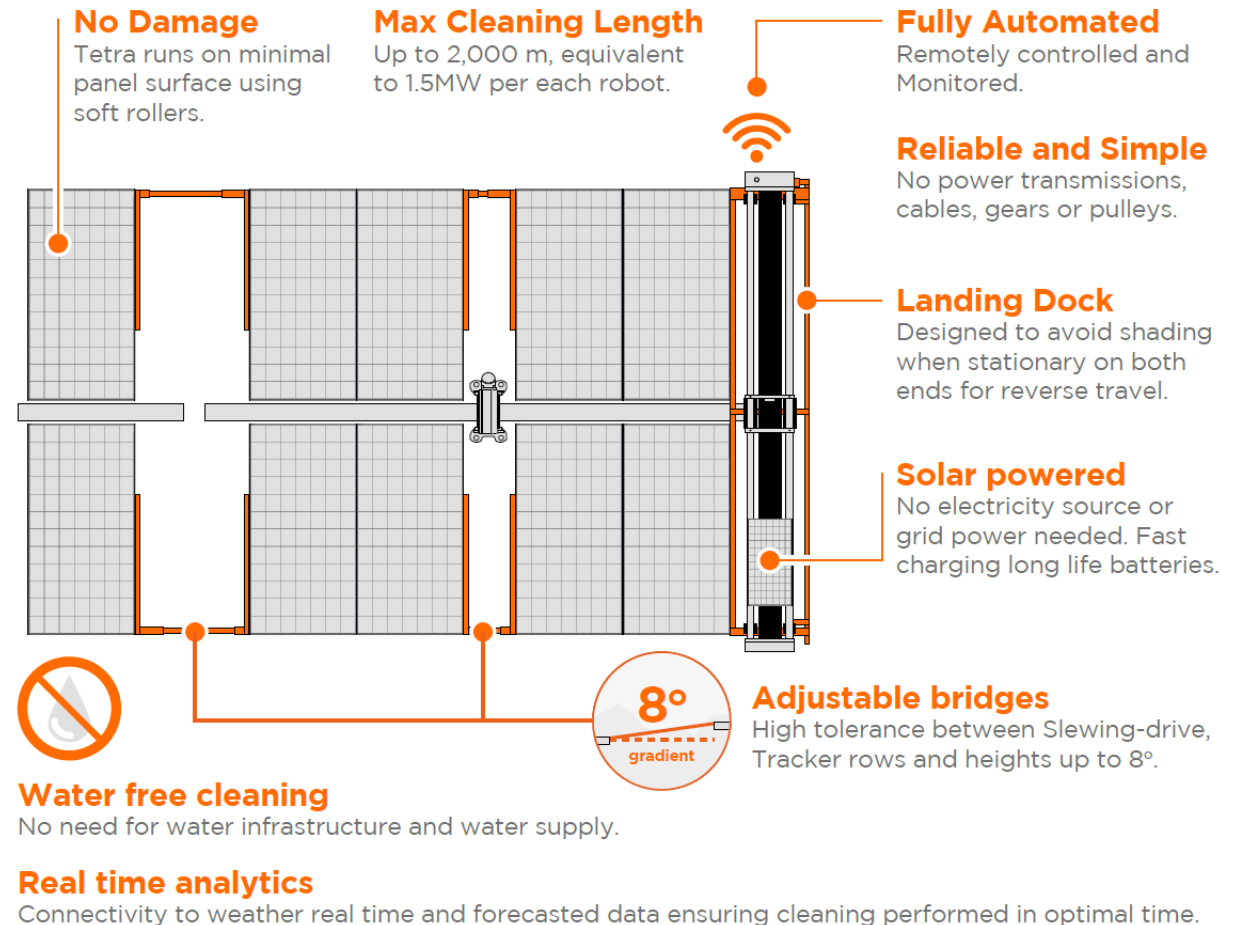 No Damage
Tetra runs on minimal
panel surface using
soft rollers.
Max Cleaning Length
Up to 2,000 m, equivalent
to 1.5MW per each robot.
Fully Automated
Remotely controlled and
Monitored.
Reliable and Simple
No power transmissions,
cables, gears or pulleys.
Landing Dock
Designed to avoid shading
when stationary on both
ends for reverse travel.
Solar powered
No electricity source or
grid power needed. Fast
charging long life batteries.
8°
gradient
Adjustable bridges
High tolerance between Slewing-drive,
Tracker rows and heights up to 8°.
Water free cleaning
No need for water infrastructure and water supply.
Real time analytics
Connectivity to weather real time and forecasted data ensuring cleaning performed in optimal time.